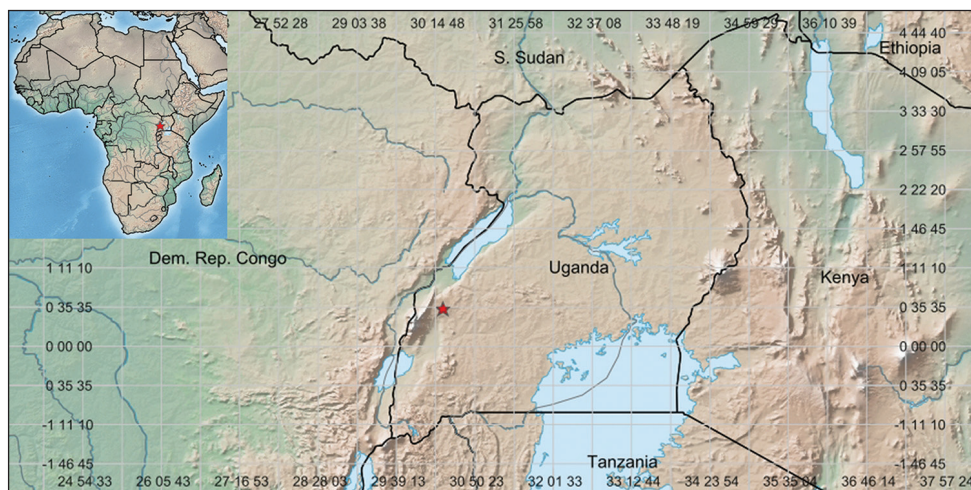 27 52 28 29 03 38 30 14 48 31 25 58 32 37 08 33 48 19 34 59 29 36 10 39
4 44 40
Ethiopia
S. Sudan
4 09 05
3 33 30
2 57 55
2 22 20
1 46 45
Dem. Rep. Congo
Uganda
1 11 10 1 11 10
Kenya
0 35 35 0 35 35
0 00 00 0 00 00
0 35 35 0 35 35
-1 11 10 -1 11 10
-1 46 45 Tanzania -1 46 45
24 54 33 26 05 43 27 16 53 28 28 03 29 39 13 30 50 23 32 01 33 33 12 44 34 23 54 35 35 04 36 46 14 37 57 2